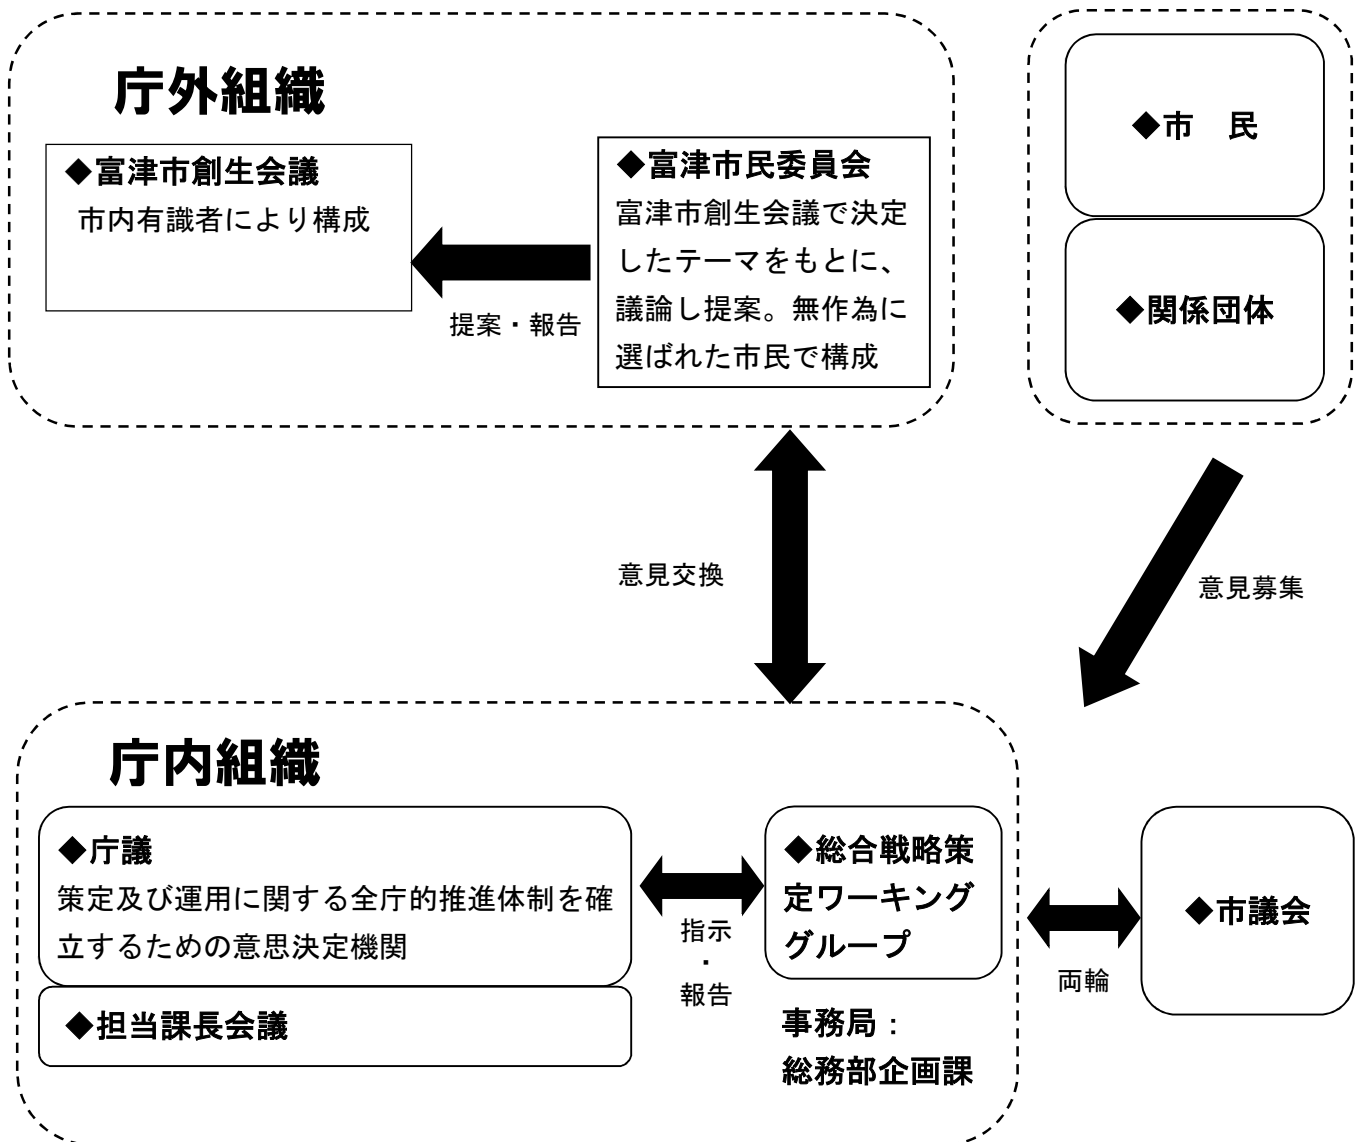 庁外組織
◆富津市創生会議
市内有識者により構成
提案・報告
◆富津市民委員会
富津市創生会議で決定
したテーマをもとに、
議論し提案。無作為に
選ばれた市民で構成
◆市　民
◆関係団体
意見交換
意見募集
庁内組織
◆庁議
策定及び運用に関する全庁的推進体制を確
立するための意思決定機関
◆担当課長会議
指示
・
報告
◆総合戦略策
定ワーキング
グループ
事務局：
総務部企画課
両輪
◆市議会